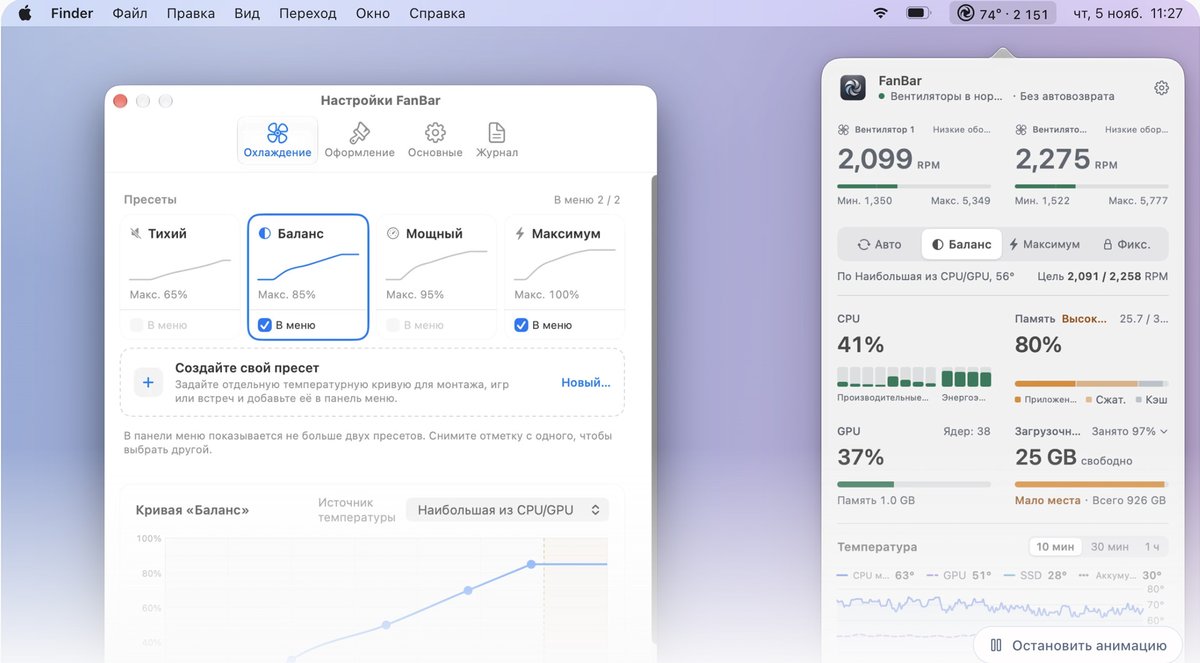 Finder Файл Правка Вид Переход Окно Справка 74° · 2 151 чт, 5 нояб. 11:27
Настройки FanBar
Охлаждение Оформление Основные Журнал
Пресеты В меню 2 / 2
Тихий Баланс Мощный Максимум
Макс. 65% Макс. 85% Макс. 95% Макс. 100%
В меню В меню В меню В меню
Создайте свой пресет
Задайте отдельную температурную кривую для монтажа, игр
или встреч и добавьте её в панель меню.
Новый...
В панели меню показывается не больше двух пресетов. Снимите отметку с одного, чтобы
выбрать другой.
Кривая «Баланс»
Источник
температуры
Наибольшая из CPU/GPU
100%
80%
60%
40%
FanBar
Вентиляторы в нор... · Без автовозврата
Вентилятор 1 Низкие обо... Вентилято... Низкие обор...
2,099 RPM 2,275 RPM
Мин. 1,350 Макс. 5,349 Мин. 1,522 Макс. 5,777
Авто Баланс Максимум Фикс.
По Наибольшая из CPU/GPU, 56° Цель 2,091 / 2,258 RPM
CPU Память Высок... 25.7 / 3...
41% 80%
Производительные... Энергоэ... Приложен... Сжат. Кэш
GPU Ядер: 38 Загрузочн... Занято 97%
37% 25 GB свободно
Память 1.0 GB Мало места · Всего 926 GB
Температура 10 мин 30 мин 1 ч
CPU м... 63° GPU 51° SSD 28° Аккуму... 30°
80°
70°
60°
Остановить анимацию